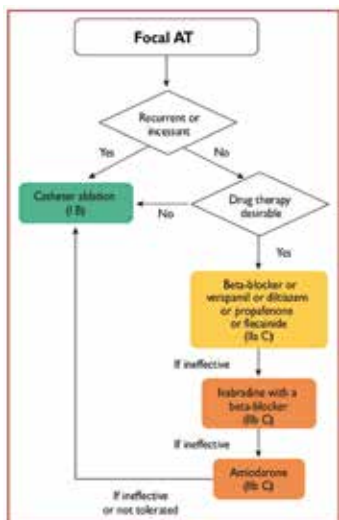 Focal AT
Recurrent or
incessant
Yes
No
Catheter ablation
(I B)
No
Drug therapy
desirable
Yes
Beta-blocker or
verapamil or diltiazem
or propafenone
or flecainide
(IIa C)
If ineffective
Ivabradine with a
beta-blocker
(IIb C)
If ineffective
Amiodarone
(IIb C)
If ineffective
or not tolerated